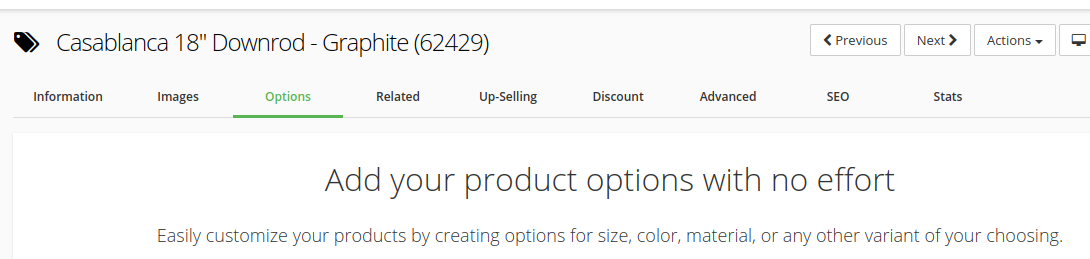 Casablanca 18" Downrod - Graphite (62429)
Previous Next Actions
Information Images Options Related Up-Selling Discount Advanced SEO Stats
Add your product options with no effort
Easily customize your products by creating options for size, color, material, or any other variant of your choosing.